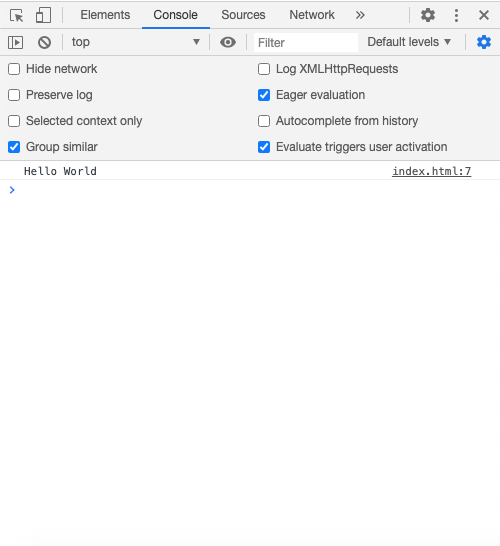 Elements Console Sources Network
top Filter Default levels
Hide network Log XMLHttpRequests
Preserve log Eager evaluation
Selected context only Autocomplete from history
Group similar Evaluate triggers user activation
Hello World index.html:7